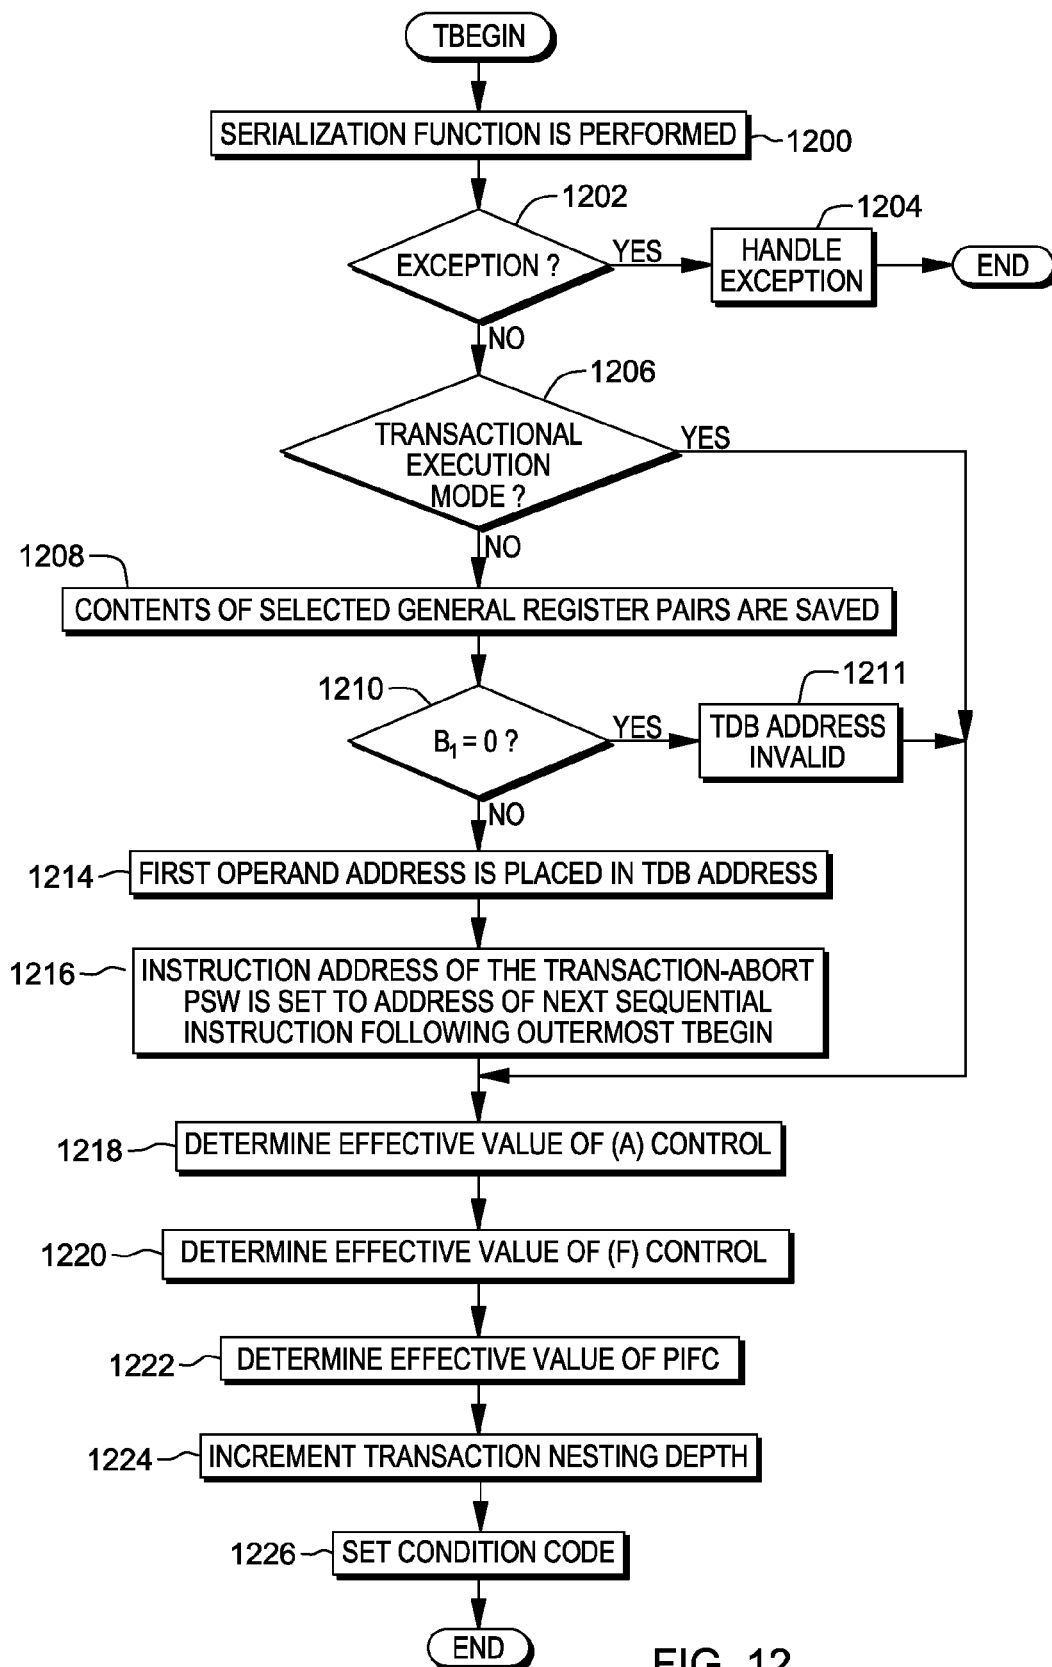 TBEGIN
SERIALIZATION FUNCTION IS PERFORMED
1200
1202
EXCEPTION ?
YES
1204
HANDLE
EXCEPTION
END
NO
1206
TRANSACTIONAL
EXECUTION
MODE ?
YES
NO
1208
CONTENTS OF SELECTED GENERAL REGISTER PAIRS ARE SAVED
1210
B₁ = 0 ?
YES
1211
TDB ADDRESS
INVALID
NO
1214
FIRST OPERAND ADDRESS IS PLACED IN TDB ADDRESS
1216
INSTRUCTION ADDRESS OF THE TRANSACTION-ABORT
PSW IS SET TO ADDRESS OF NEXT SEQUENTIAL
INSTRUCTION FOLLOWING OUTERMOST TBEGIN
1218
DETERMINE EFFECTIVE VALUE OF (A) CONTROL
1220
DETERMINE EFFECTIVE VALUE OF (F) CONTROL
1222
DETERMINE EFFECTIVE VALUE OF PIFC
1224
INCREMENT TRANSACTION NESTING DEPTH
1226
SET CONDITION CODE
END
FIG. 12